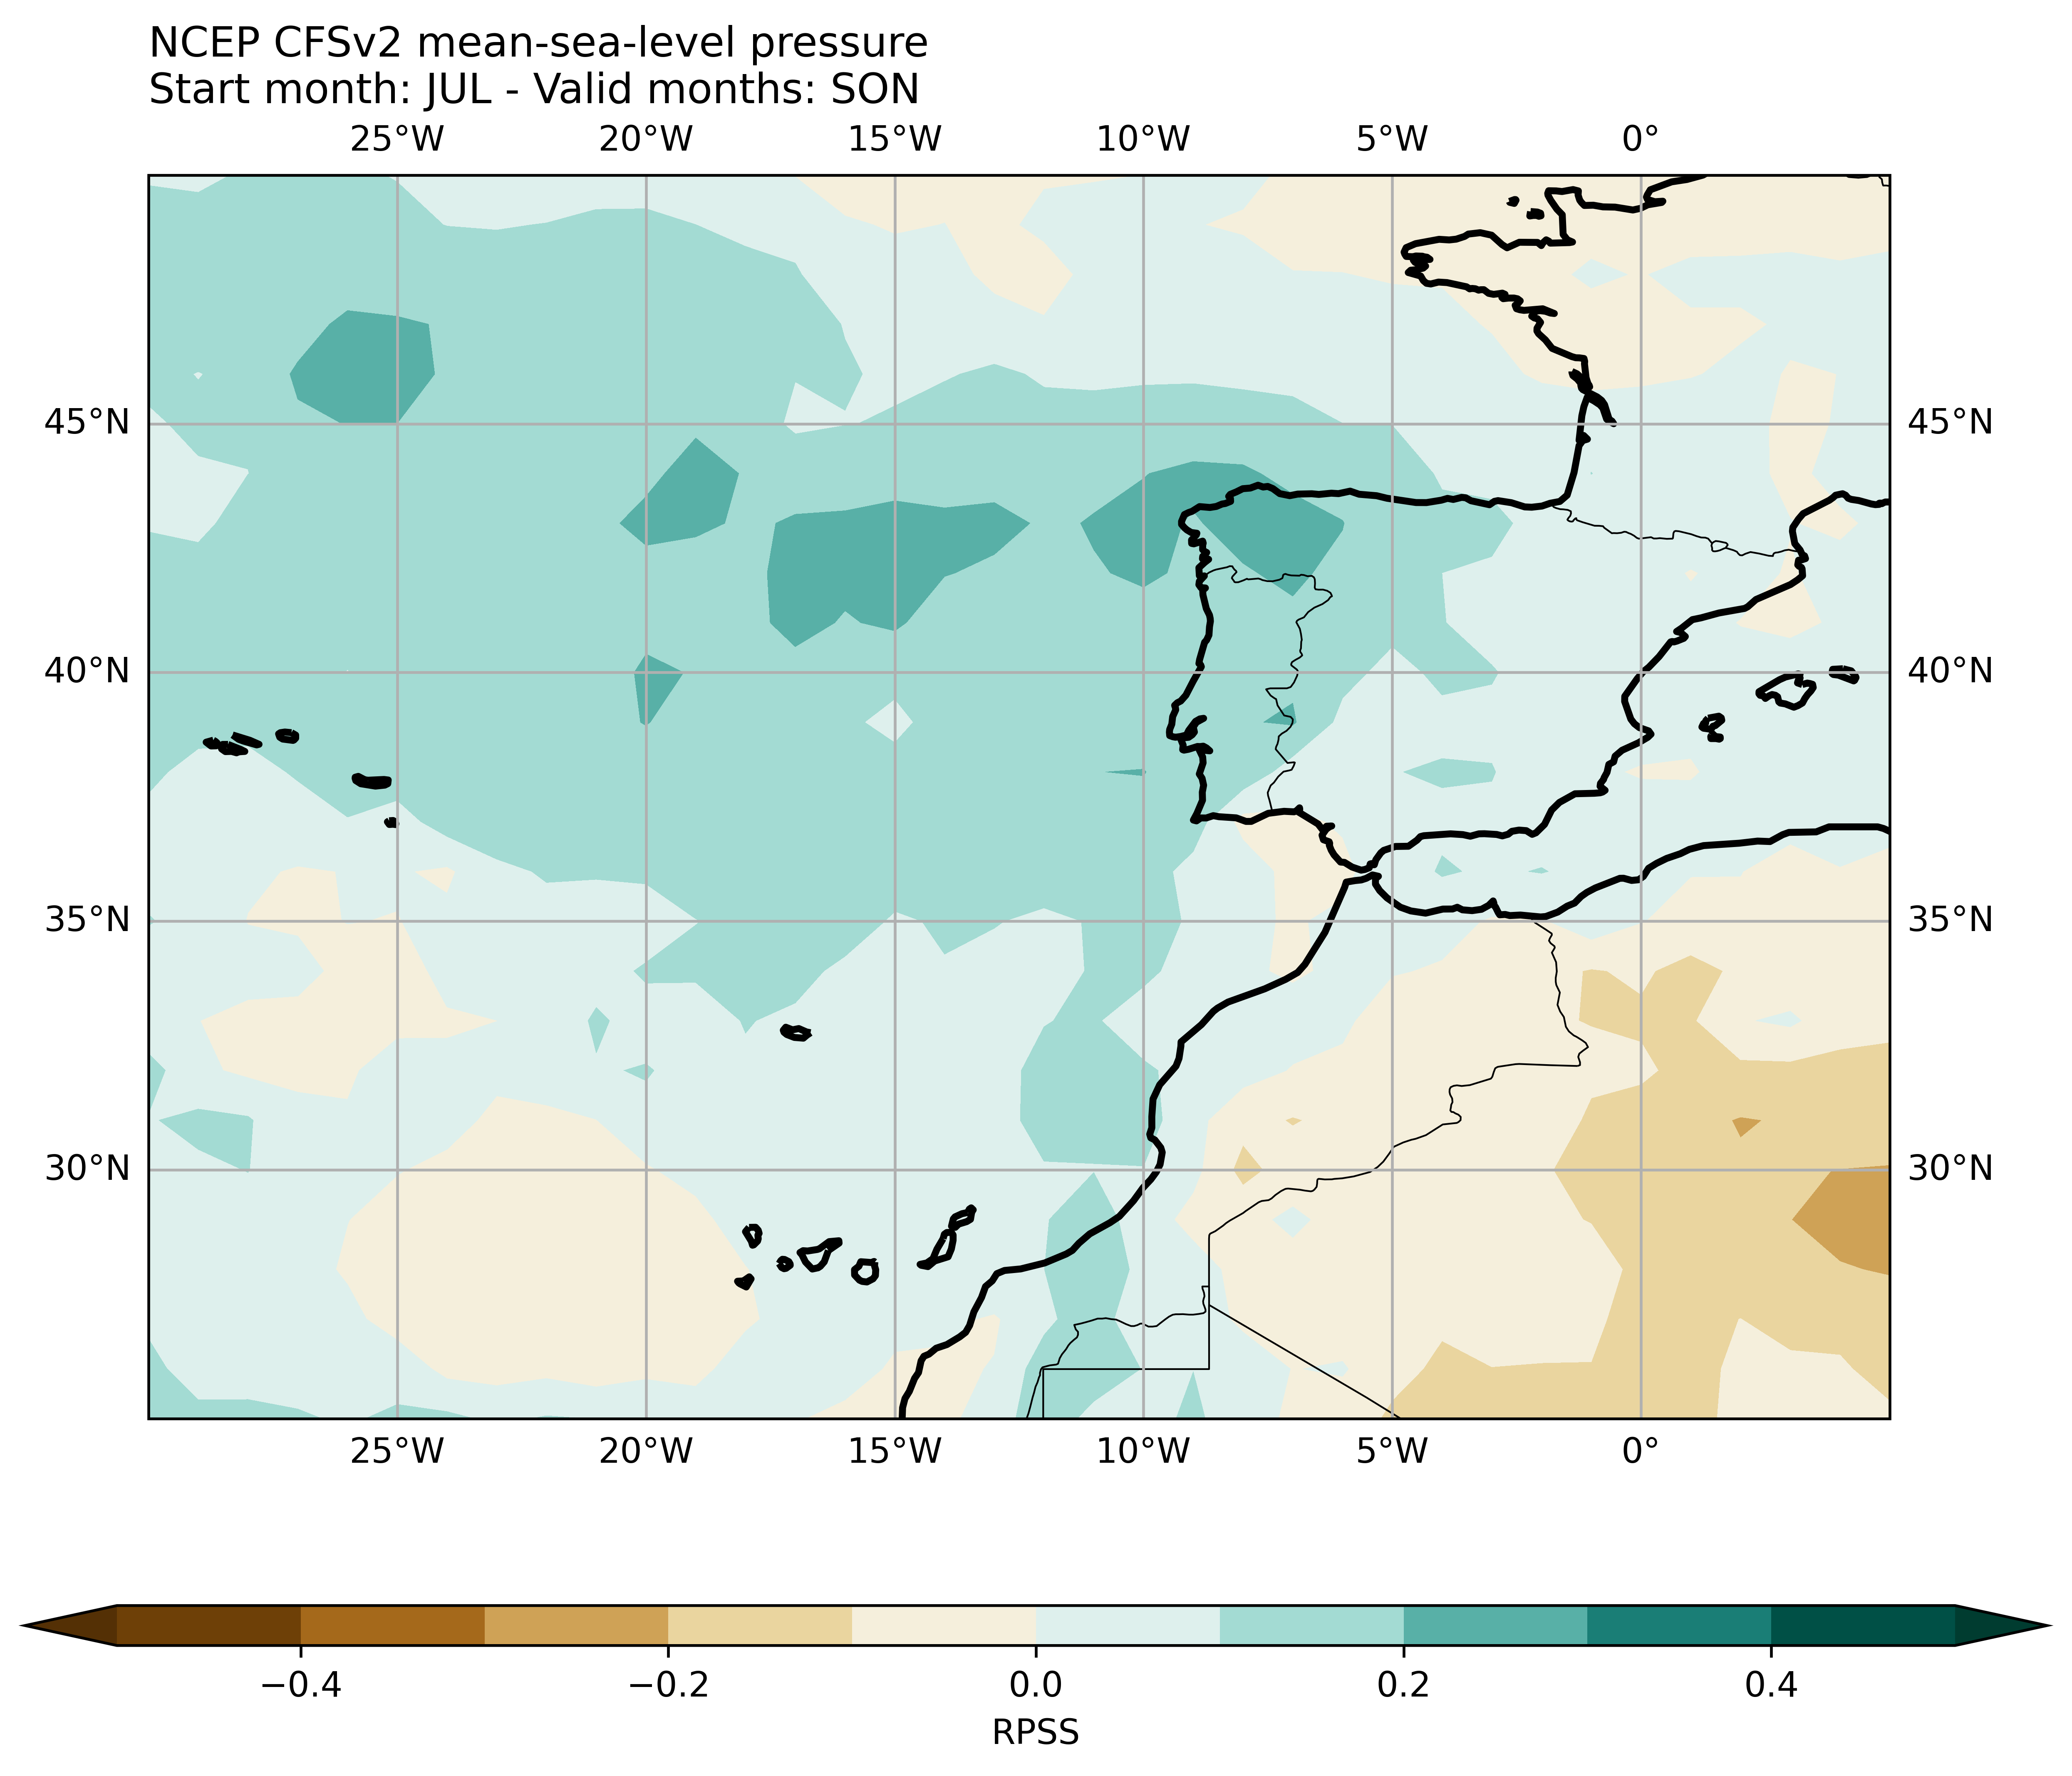 NCEP CFSv2 mean-sea-level pressure
Start month: JUL - Valid months: SON
25°W 20°W 15°W 10°W 5°W 0°
45°N 45°N
40°N 40°N
35°N 35°N
30°N 30°N
25°W 20°W 15°W 10°W 5°W 0°
−0.4 −0.2 0.0 0.2 0.4
RPSS